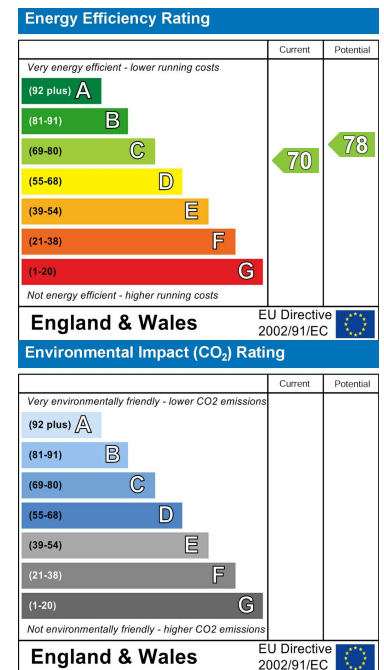 Energy Efficiency Rating
Current Potential
Very energy efficient - lower running costs
(92 plus) A
(81-91) B
(69-80) C
(55-68) D
(39-54) E
(21-38) F
(1-20) G
70
78
Not energy efficient - higher running costs
England & Wales
EU Directive
2002/91/EC
Environmental Impact (CO₂) Rating
Current Potential
Very environmentally friendly - lower CO2 emissions
(92 plus) A
(81-91) B
(69-80) C
(55-68) D
(39-54) E
(21-38) F
(1-20) G
Not environmentally friendly - higher CO2 emissions
England & Wales
EU Directive
2002/91/EC